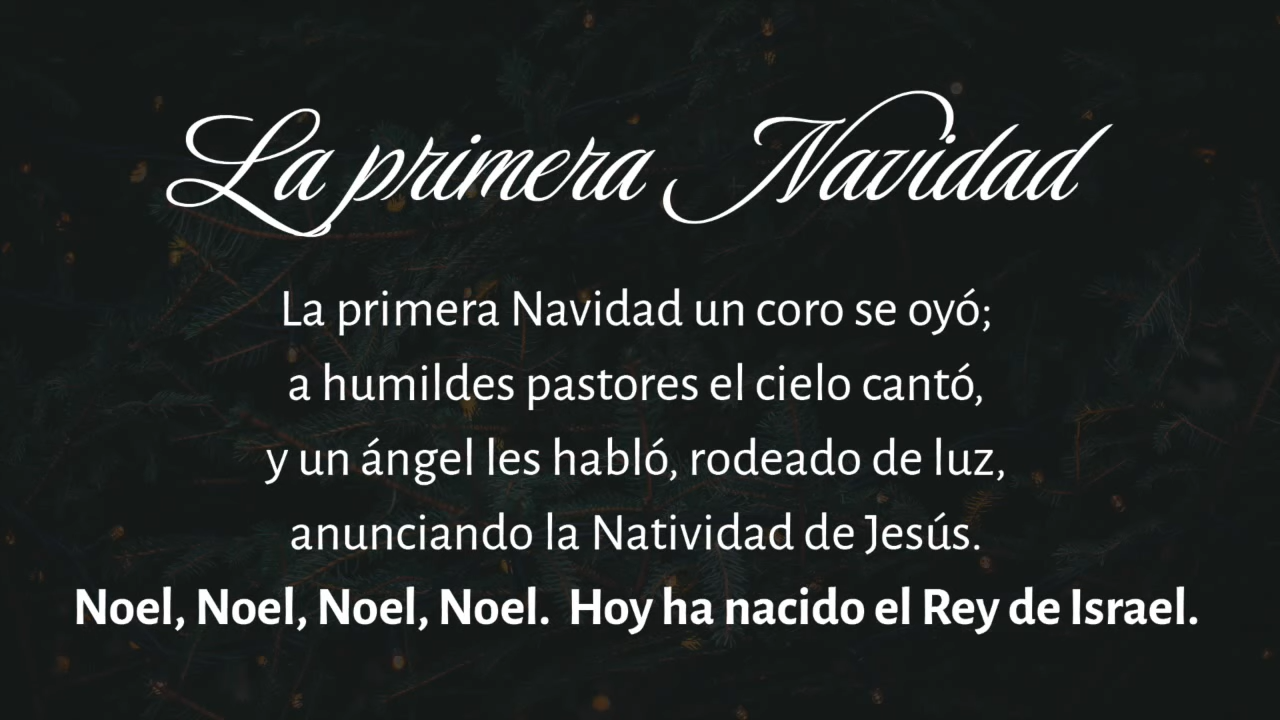 La primera Navidad
La primera Navidad un coro se oyó;
a humildes pastores el cielo cantó,
y un ángel les habló, rodeado de luz,
anunciando la Natividad de Jesús.
Noel, Noel, Noel, Noel.  Hoy ha nacido el Rey de Israel.